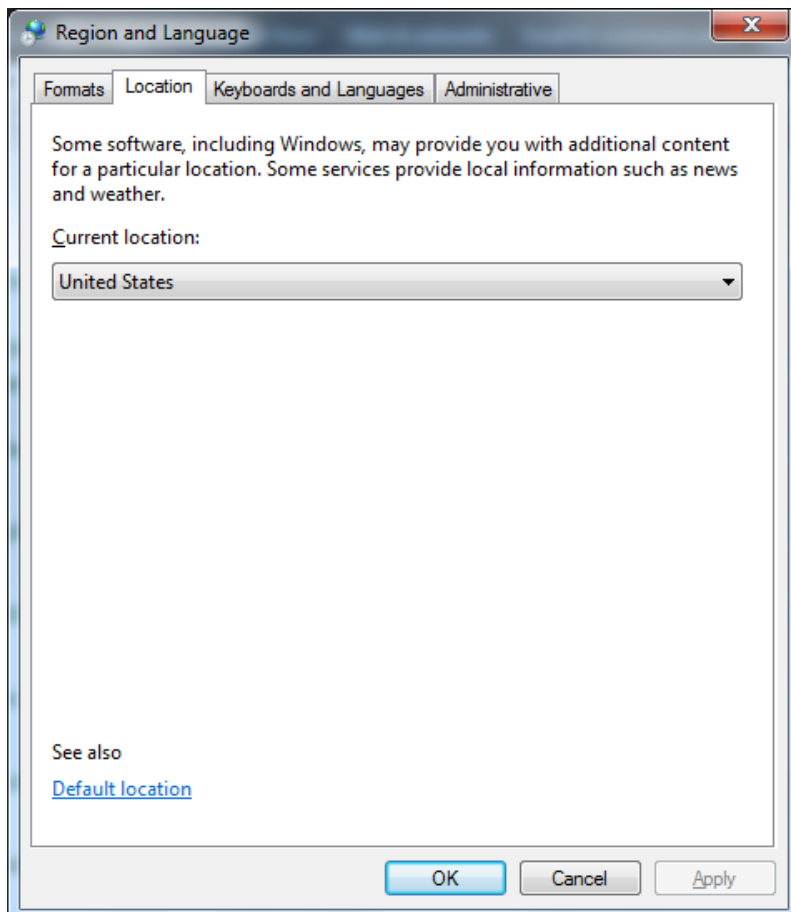 Region and Language
Formats Location Keyboards and Languages Administrative
Some software, including Windows, may provide you with additional content
for a particular location. Some services provide local information such as news
and weather.
Current location:
United States
See also
Default location
OK Cancel Apply